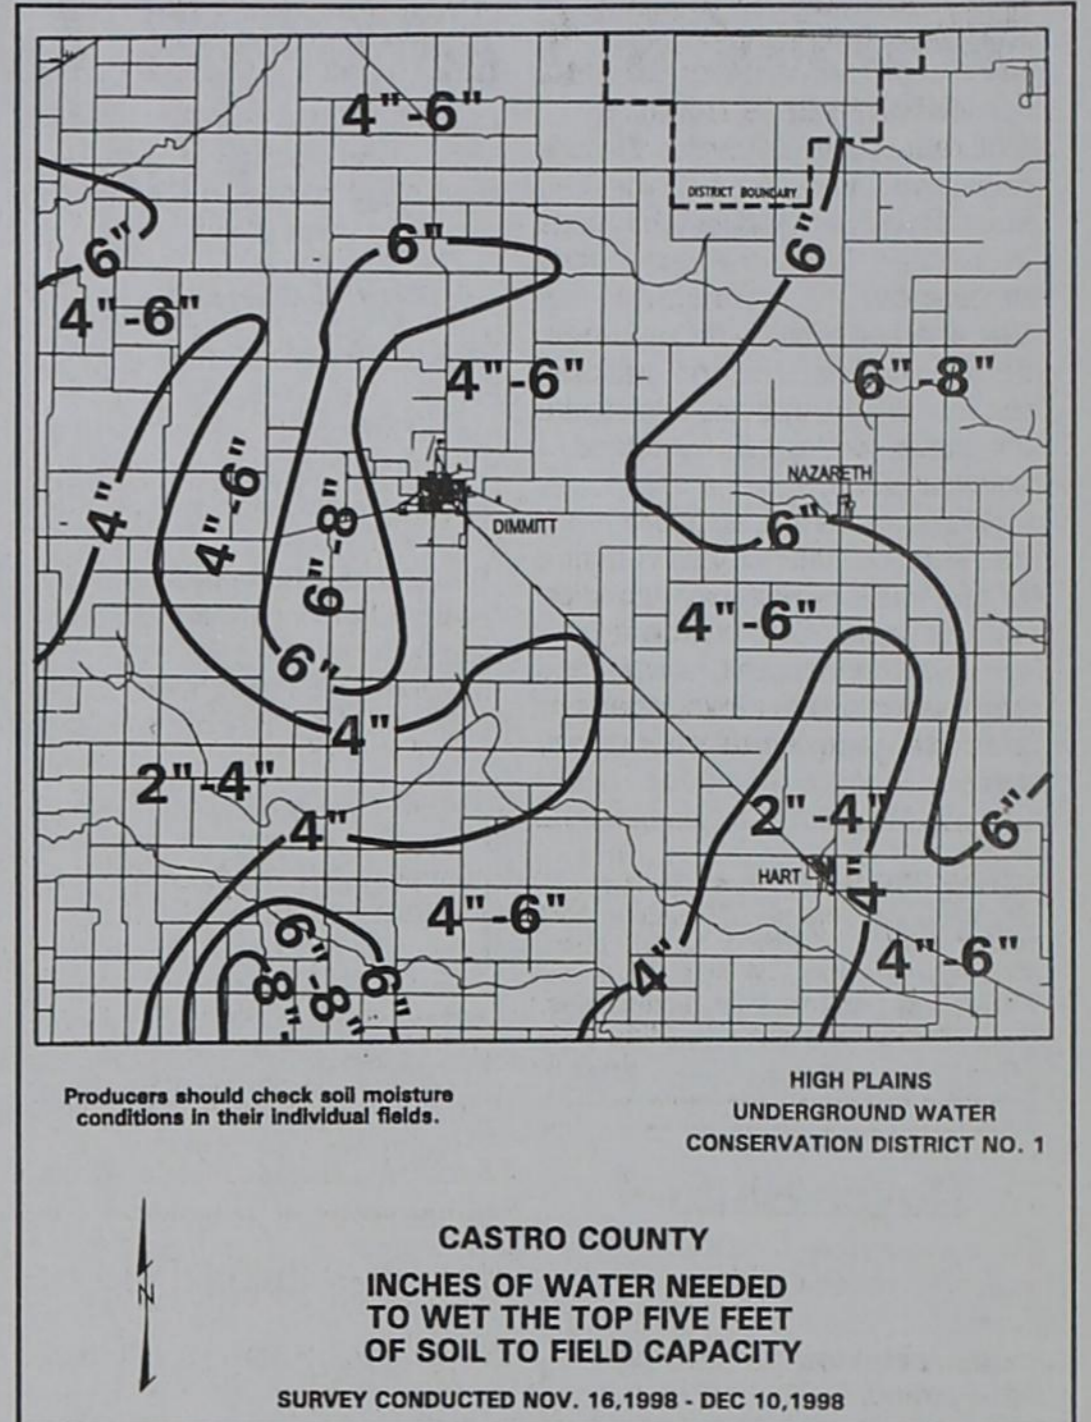 4"-6"
DISTRICT BOUNDARY
6"
6"
6"
4"-6"
4"-6"
6"-8"
4"-6"
NAZARETH
4"
6"-8"
DIMMITT
6"
4"-6"
6"
4"
2"-4"
2"-4"
4"
6"
HART
4"
4"-6"
6"-8"
4"-6"
4"
6"
8"
Producers should check soil moisture
conditions in their individual fields.
HIGH PLAINS
UNDERGROUND WATER
CONSERVATION DISTRICT NO. 1
N
CASTRO COUNTY
INCHES OF WATER NEEDED
TO WET THE TOP FIVE FEET
OF SOIL TO FIELD CAPACITY
SURVEY CONDUCTED NOV. 16,1998 - DEC 10,1998